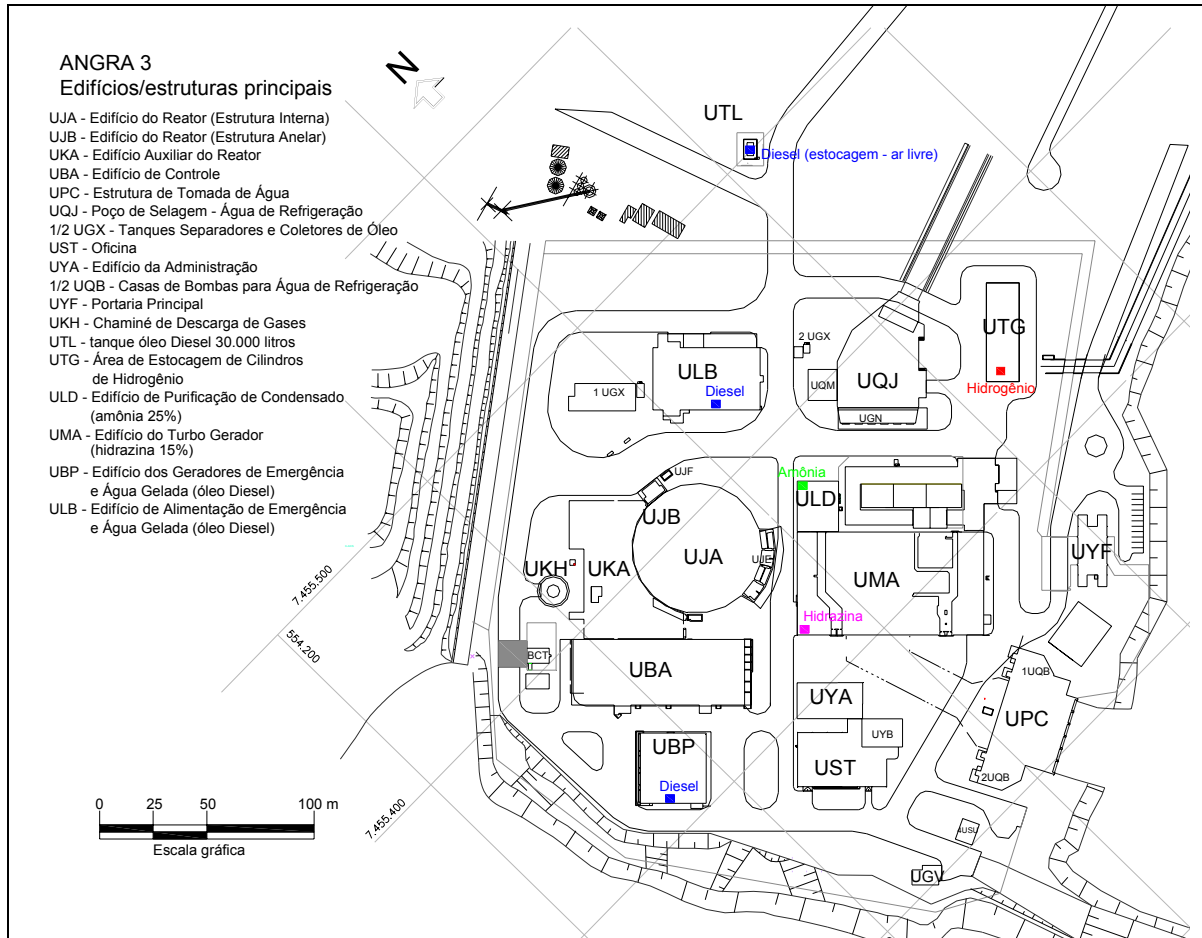 ANGRA 3
Edifícios/estruturas principais
UJA - Edifício do Reator (Estrutura Interna)
UJB - Edifício do Reator (Estrutura Anelar)
UKA - Edifício Auxiliar do Reator
UBA - Edifício de Controle
UPC - Estrutura de Tomada de Água
UQJ - Poço de Selagem - Água de Refrigeração
1/2 UGX - Tanques Separadores e Coletores de Óleo
UST - Oficina
UYA - Edifício da Administração
1/2 UQB - Casas de Bombas para Água de Refrigeração
UYF - Portaria Principal
UKH - Chaminé de Descarga de Gases
UTL - tanque óleo Diesel 30.000 litros
UTG - Área de Estocagem de Cilindros
de Hidrogênio
ULD - Edifício de Purificação de Condensado
(amônia 25%)
UMA - Edifício do Turbo Gerador
(hidrazina 15%)
UBP - Edifício dos Geradores de Emergência
e Água Gelada (óleo Diesel)
ULB - Edifício de Alimentação de Emergência
e Água Gelada (óleo Diesel)
N
UTL
Diesel (estocagem - ar livre)
UTG
Hidrogênio
2 UGX
UQM
UQJ
UGN
ULB
Diesel
1 UGX
UJF
UJB
UJA
UJE
Amônia
ULD
UMA
UYF
UKH
UKA
Hidrazina
BCT
UBA
UYA
UYB
1UQB
UPC
2UQB
UBP
Diesel
UST
4USU
UGV
7.455.500
554.200
7.455.400
0 25 50 100 m
Escala gráfica